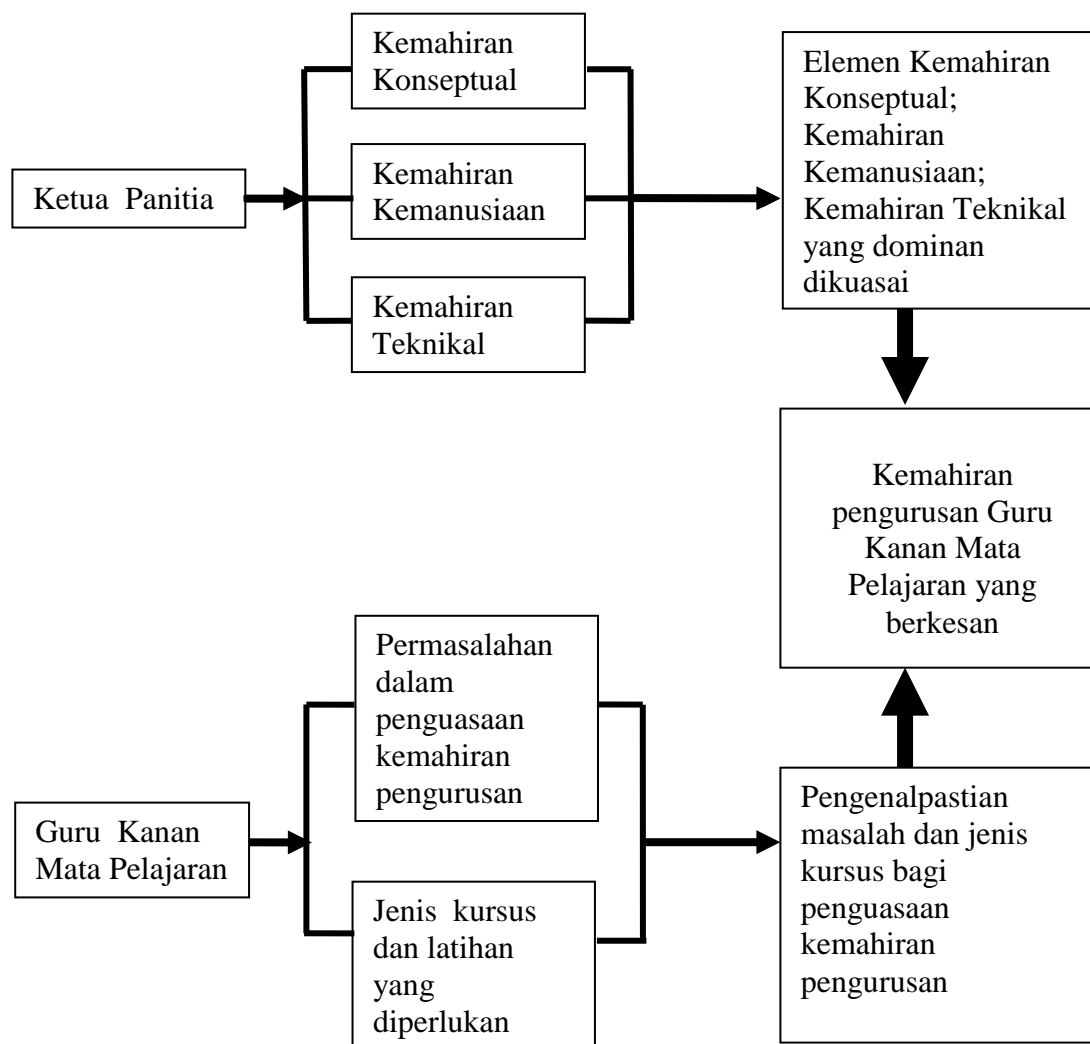 Kemahiran
Konseptual
Elemen Kemahiran
Konseptual;
Kemahiran
Kemanusiaan;
Kemahiran Teknikal
yang dominan
dikuasai
Ketua Panitia
Kemahiran
Kemanusiaan
Kemahiran
Teknikal
Kemahiran
pengurusan Guru
Kanan Mata
Pelajaran yang
berkesan
Permasalahan
dalam
penguasaan
kemahiran
pengurusan
Guru Kanan
Mata Pelajaran
Jenis kursus
dan latihan
yang
diperlukan
Pengenalpastian
masalah dan jenis
kursus bagi
penguasaan
kemahiran
pengurusan